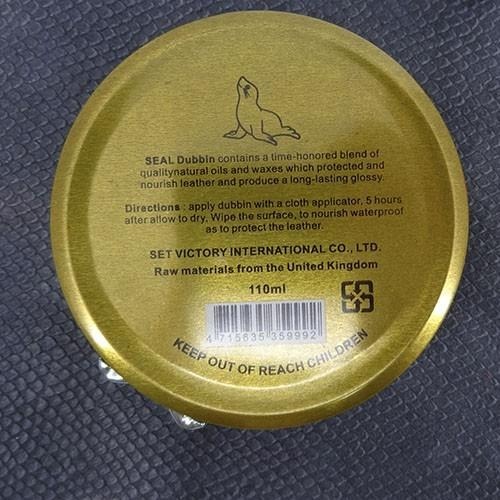 SEAL Dubbin contains a time-honored blend of
qualitynatural oils and waxes which protected and
nourish leather and produce a long-lasting glossy.
Directions : apply dubbin with a cloth applicator, 5 hours
after allow to dry. Wipe the surface, to nourish waterproof
as to protect the leather.
SET VICTORY INTERNATIONAL CO., LTD.
Raw materials from the United Kingdom
110ml
4 715635 359992
KEEP OUT OF REACH CHILDREN